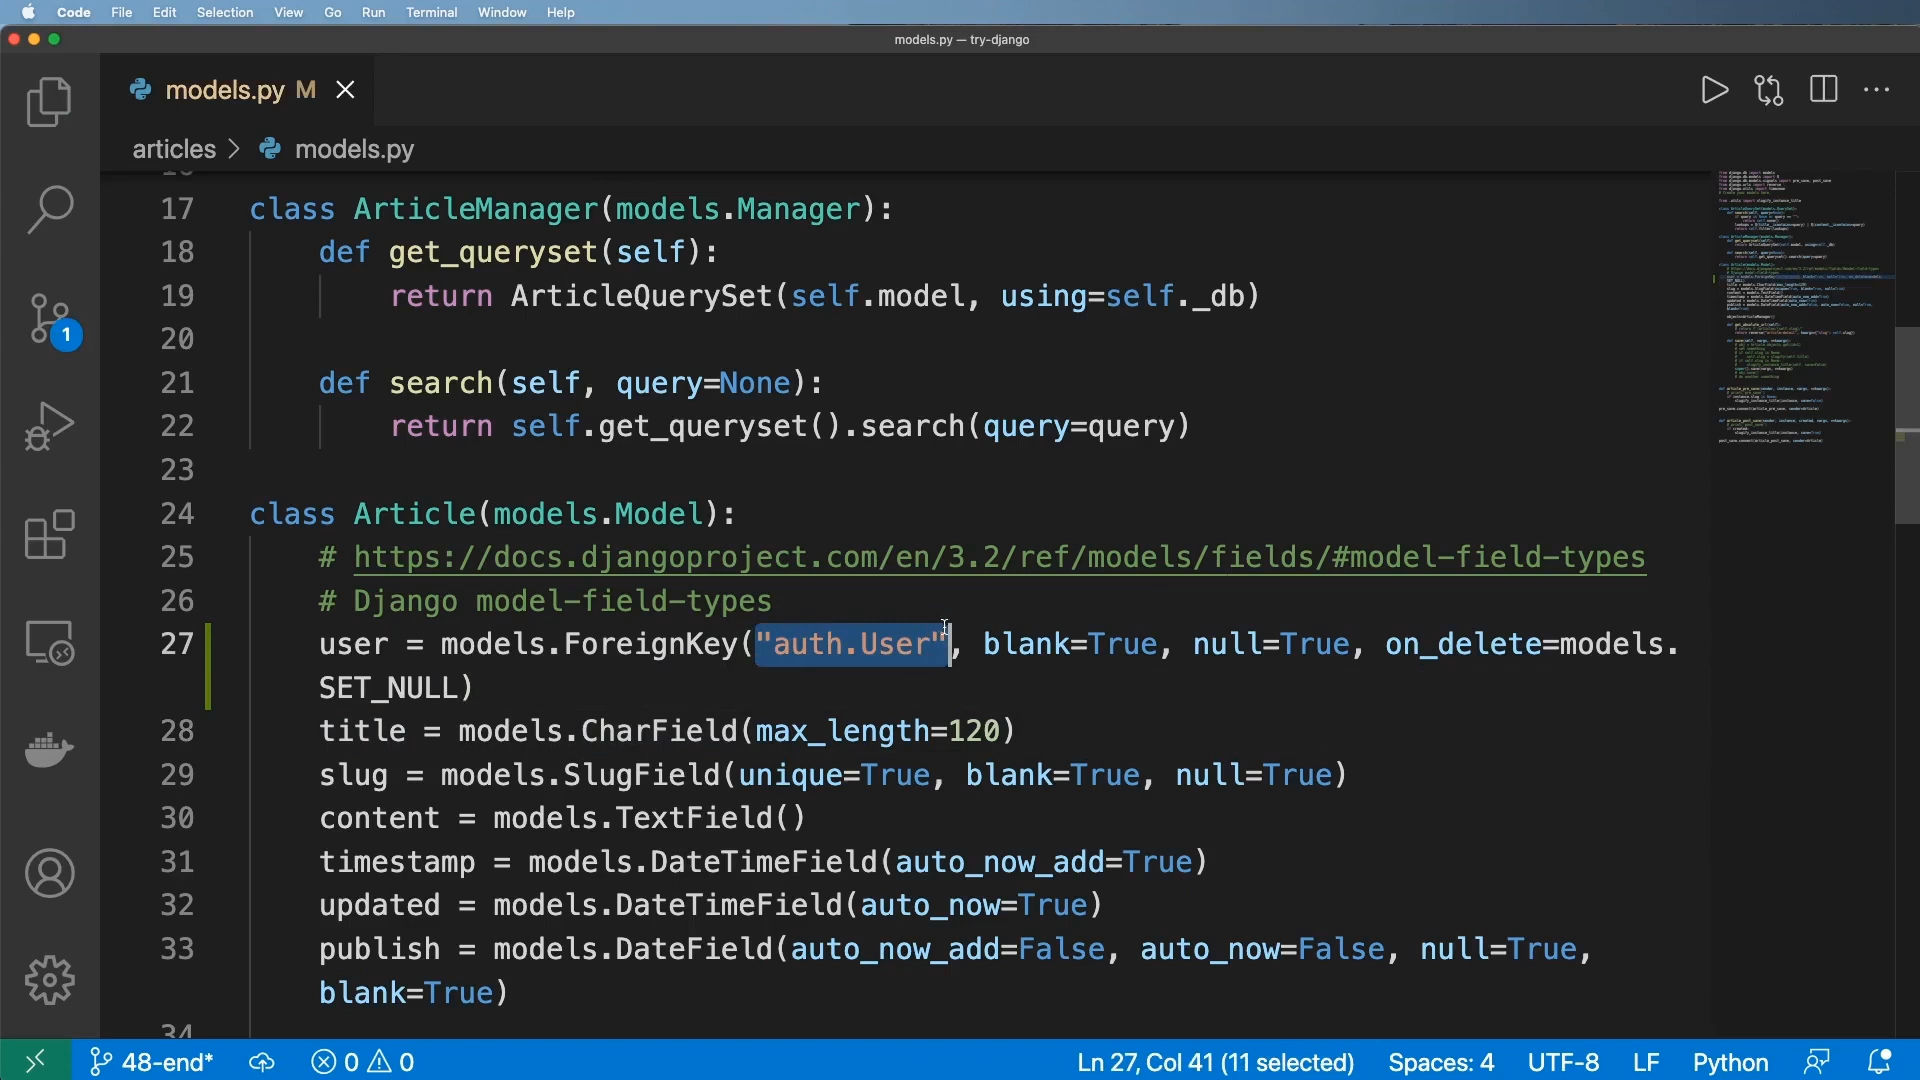 Code File Edit Selection View Go Run Terminal Window Help
models.py — try-django
models.py M
articles > models.py
17 class ArticleManager(models.Manager):
18 def get_queryset(self):
19 return ArticleQuerySet(self.model, using=self._db)
20
21 def search(self, query=None):
22 return self.get_queryset().search(query=query)
23
24 class Article(models.Model):
25 # https://docs.djangoproject.com/en/3.2/ref/models/fields/#model-field-types
26 # Django model-field-types
27 user = models.ForeignKey("auth.User", blank=True, null=True, on_delete=models.
SET_NULL)
28 title = models.CharField(max_length=120)
29 slug = models.SlugField(unique=True, blank=True, null=True)
30 content = models.TextField()
31 timestamp = models.DateTimeField(auto_now_add=True)
32 updated = models.DateTimeField(auto_now=True)
33 publish = models.DateField(auto_now_add=False, auto_now=False, null=True,
blank=True)
34
1
48-end* 0 0 Ln 27, Col 41 (11 selected) Spaces: 4 UTF-8 LF Python